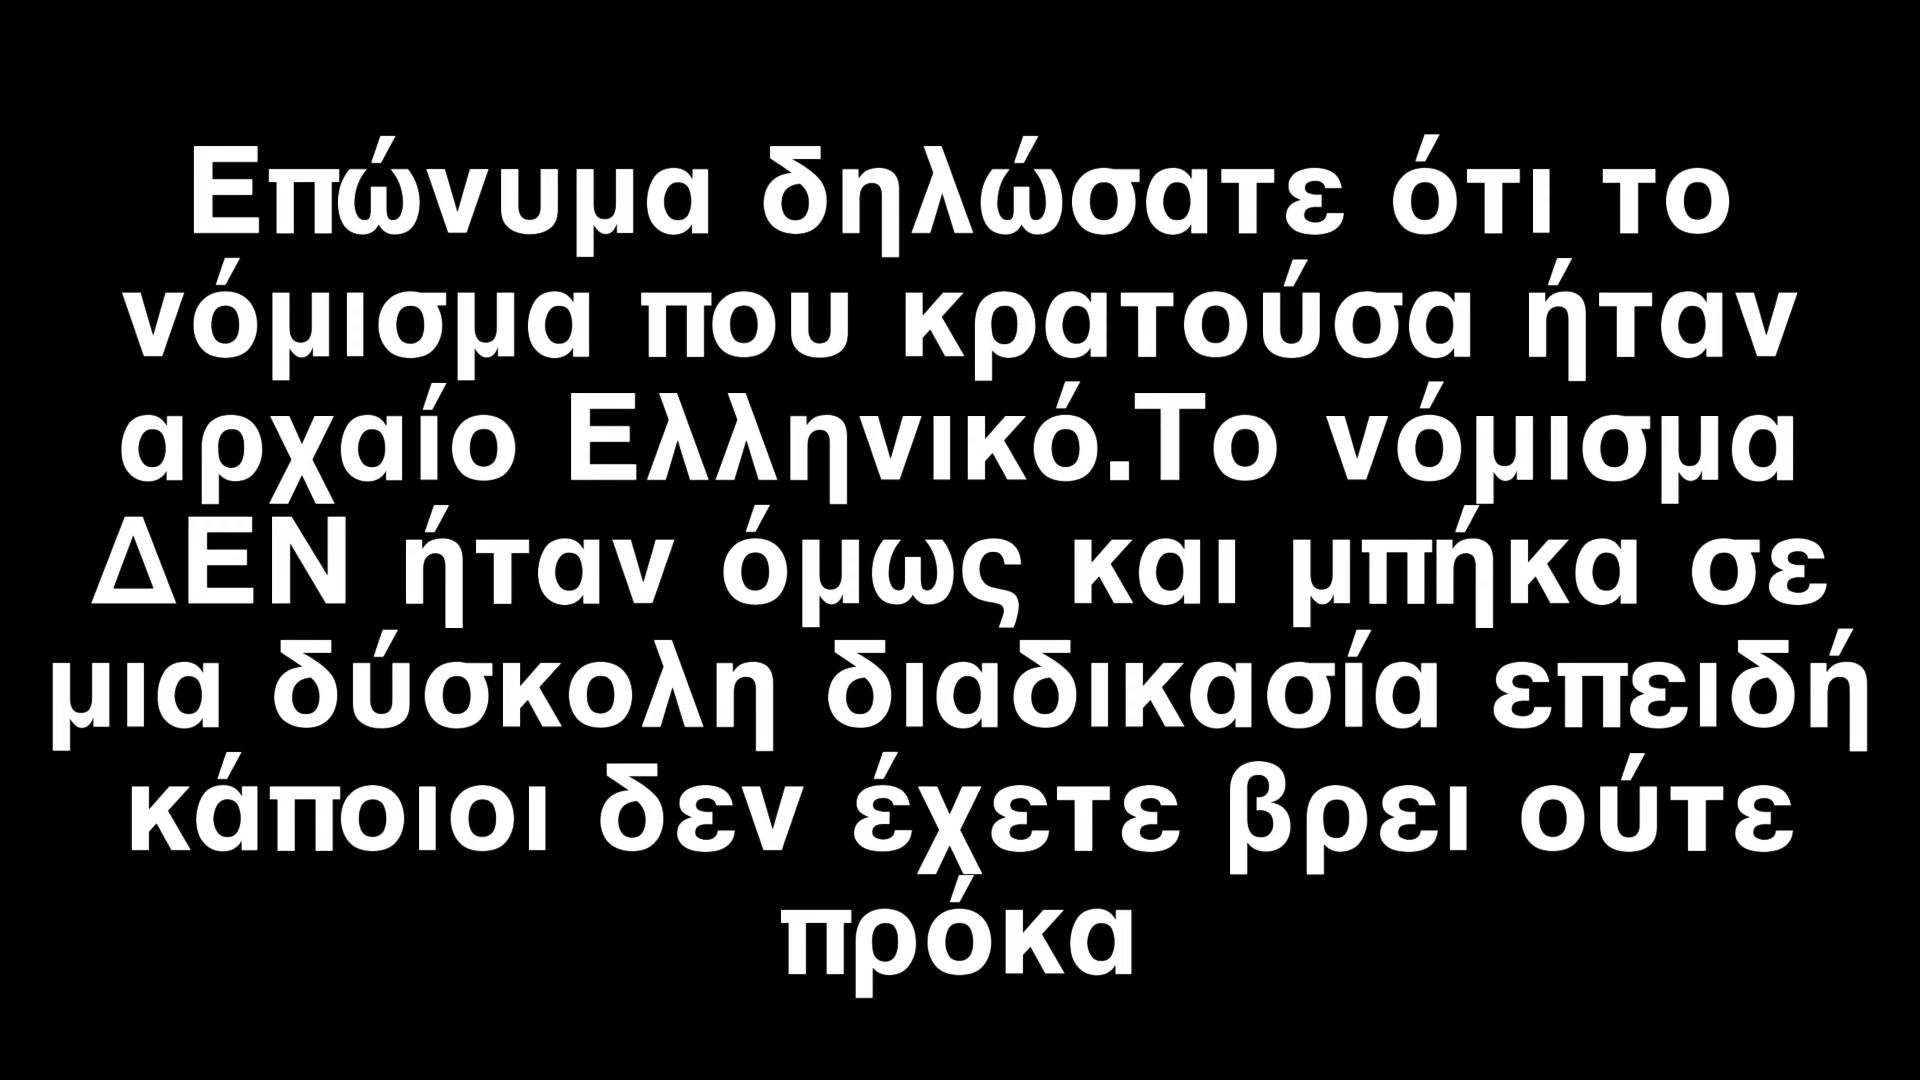 Επώνυμα δηλώσατε ότι το
νόμισμα που κρατούσα ήταν
αρχαίο Ελληνικό.Το νόμισμα
ΔΕΝ ήταν όμως και μπήκα σε
μια δύσκολη διαδικασία επειδή
κάποιοι δεν έχετε βρει ούτε
πρόκα